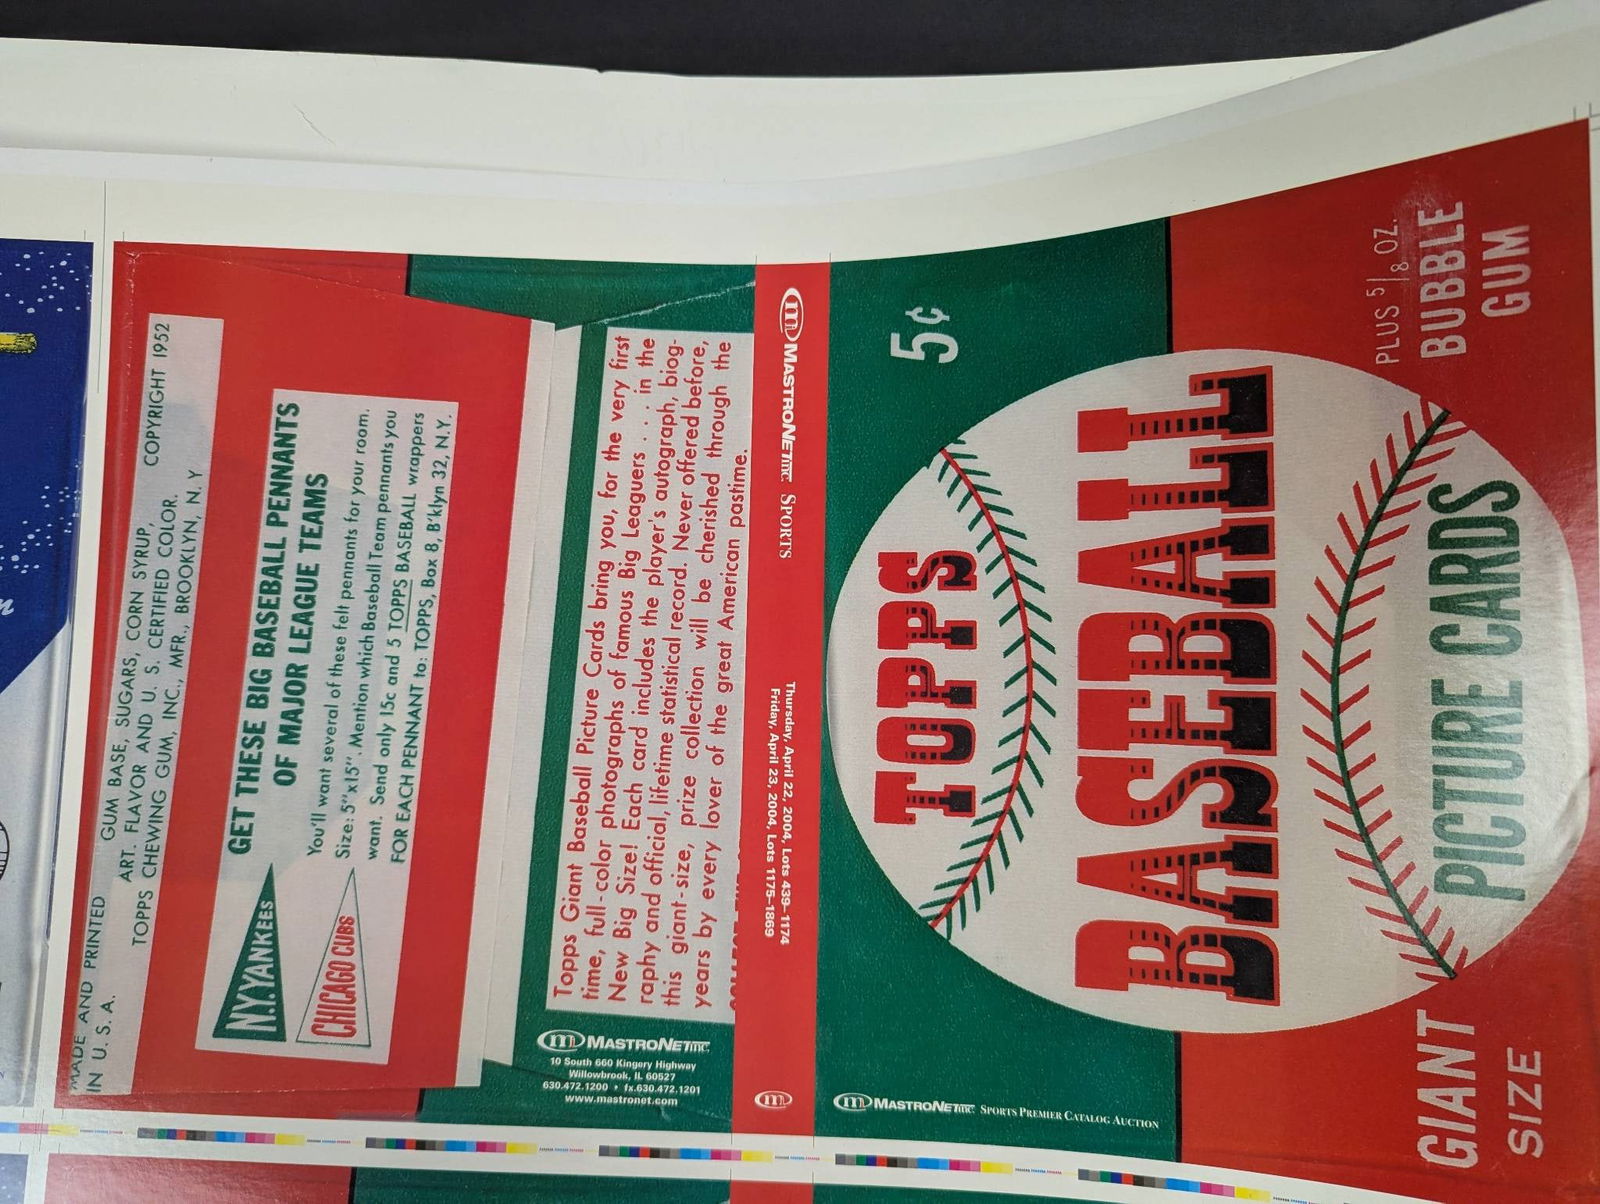 MADE AND PRINTED
IN U. S. A.
GUM BASE, SUGARS, CORN SYRUP,
ART. FLAVOR AND U. S. CERTIFIED COLOR.
TOPPS CHEWING GUM, INC., MFR., BROOKLYN, N. Y
COPYRIGHT 1952
GET THESE BIG BASEBALL PENNANTS
OF MAJOR LEAGUE TEAMS
N.Y. YANKEES
CHICAGO CUBS
You'll want several of these felt pennants for your room.
Size: 5"x15". Mention which Baseball Team pennants you
want. Send only 15c and 5 TOPPS BASEBALL wrappers
FOR EACH PENNANT to: TOPPS, Box 8, B'klyn 32, N.Y.
Topps Giant Baseball Picture Cards bring you, for the very first
time, full-color photographs of famous Big Leaguers . . . in the
New Big Size! Each card includes the player's autograph, biog-
raphy and official, lifetime statistical record. Never offered before,
this giant-size, prize collection will be cherished through the
years by every lover of the great American pastime.
MASTRONET INC.
10 South 660 Kingery Highway
Willowbrook, IL 60527
630.472.1200 • fx.630.472.1201
www.mastronet.com
MASTRONET INC. SPORTS
Thursday, April 22, 2004, Lots 439–1174
Friday, April 23, 2004, Lots 1175–1869
m
5¢
TOPPS
BASEBALL
PICTURE CARDS
GIANT
SIZE
PLUS 5/8 OZ.
BUBBLE
GUM
MASTRONET INC. SPORTS PREMIER CATALOG AUCTION